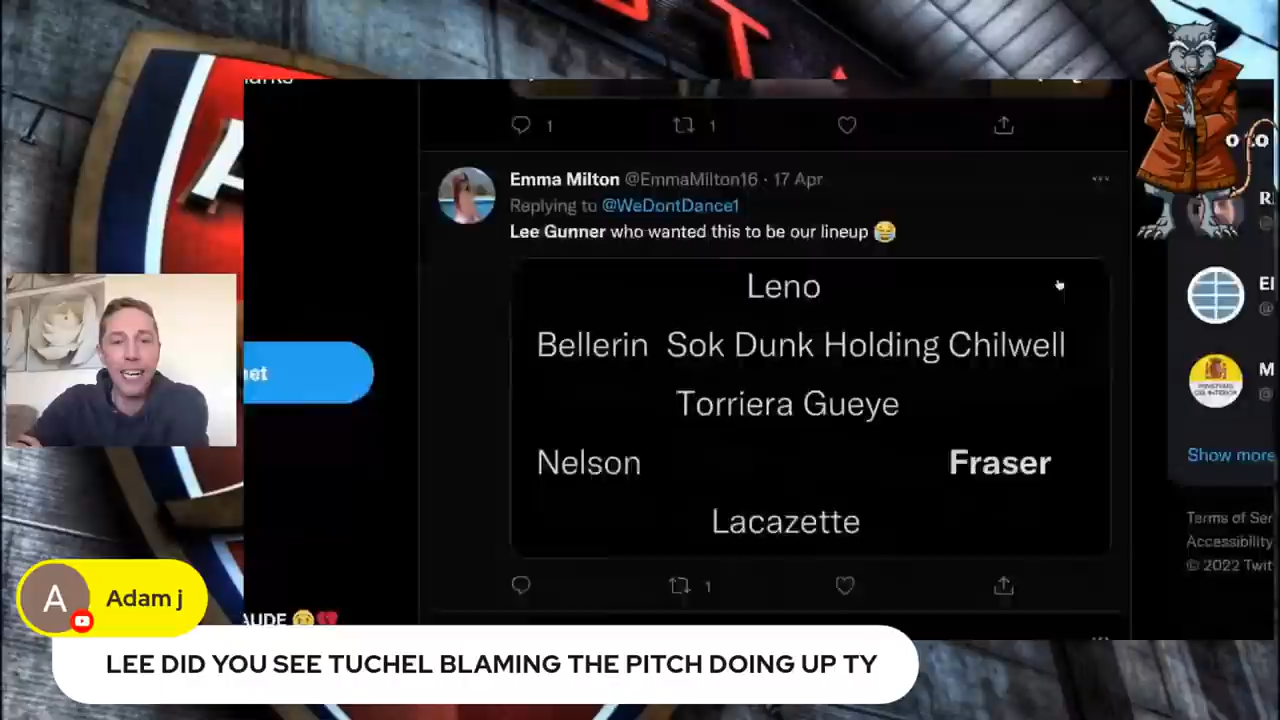 1
1
Emma Milton @EmmaMilton16 · 17 Apr
Replying to @WeDontDance1
Lee Gunner who wanted this to be our lineup 😂
Leno
Bellerin Sok Dunk Holding Chilwell
Torriera Gueye
Nelson
Fraser
Lacazette
1
Show more
Terms of Ser
Accessibility
© 2022 Twit
A
Adam j
LEE DID YOU SEE TUCHEL BLAMING THE PITCH DOING UP TY